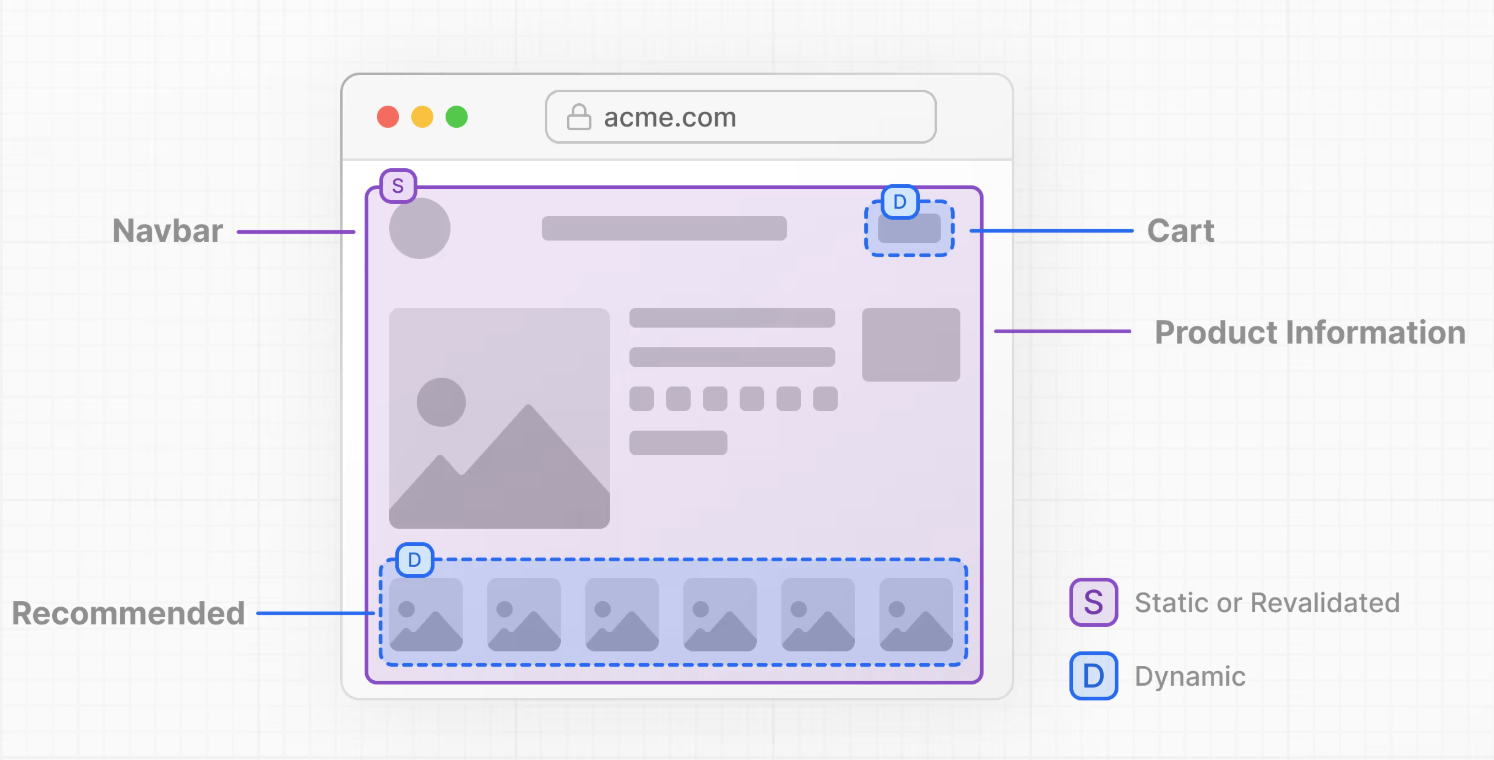 acme.com
S
D
Navbar
Cart
Product Information
D
Recommended
S Static or Revalidated
D Dynamic